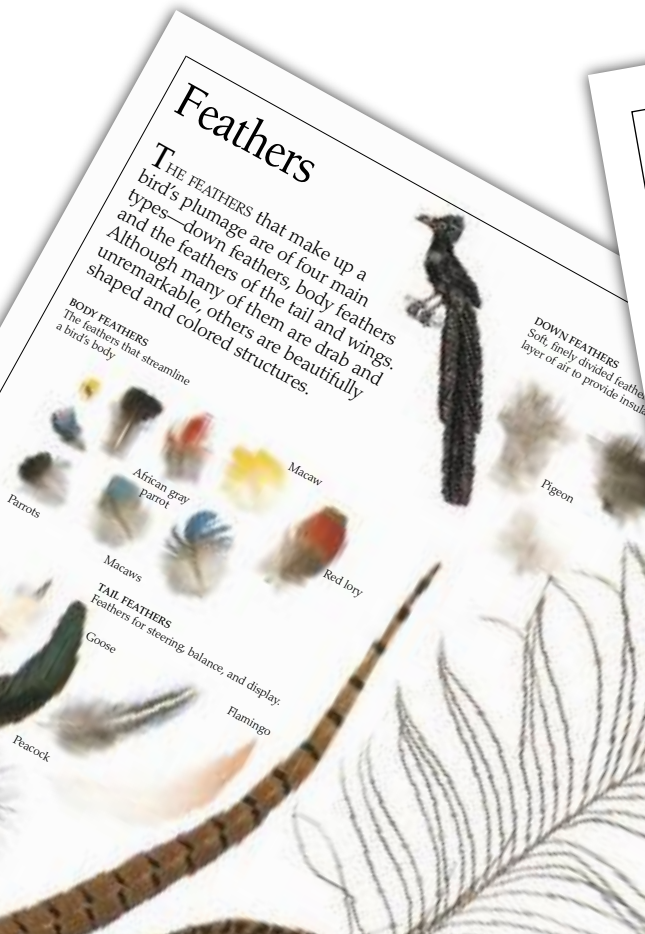 Feathers
THE FEATHERS that make up a
bird's plumage are of four main
types—down feathers, body feathers
and the feathers of the tail and wings.
Although many of them are drab and
unremarkable, others are beautifully
shaped and colored structures.
BODY FEATHERS
The feathers that streamline
a bird's body
DOWN FEATHERS
Soft, finely divided
layer of air to provide
Macaw
African gray
parrot
Pigeon
Parrots
Macaws
Red lory
TAIL FEATHERS
Feathers for steering, balance, and display.
Goose
Flamingo
Peacock